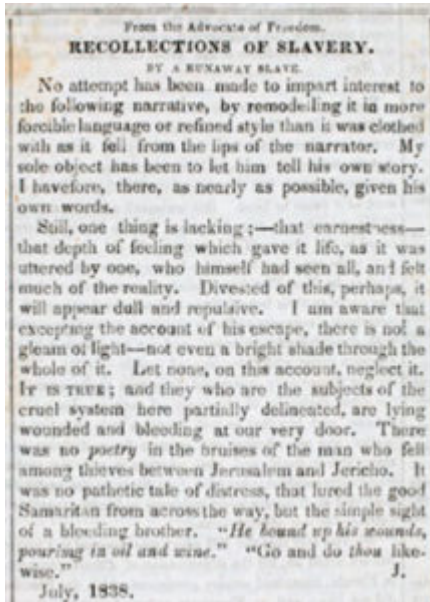 From the Advocate of Freedom.
RECOLLECTIONS OF SLAVERY.
BY A RUNAWAY SLAVE.
No attempt has been made to impart interest to
the following narrative, by remodelling it in more
forcible language or refined style than it was clothed
with as it fell from the lips of the narrator. My
sole object has been to let him tell his own story.
I havefore, there, as nearly as possible, given his
own words.
Still, one thing is lacking;—that earnestness—
that depth of feeling which gave it life, as it was
uttered by one, who himself had seen all, and felt
much of the reality. Divested of this, perhaps, it
will appear dull and repulsive. I am aware that
excepting the account of his escape, there is not a
gleam of light—not even a bright shade through the
whole of it. Let none, on this account, neglect it.
IT IS TRUE; and they who are the subjects of the
cruel system here partially delineated, are lying
wounded and bleeding at our very door. There
was no poetry in the bruises of the man who fell
among thieves between Jerusalem and Jericho. It
was no pathetic tale of distress, that lured the good
Samaritan from across the way, but the simple sight
of a bleeding brother. "He bound up his wounds,
pouring in oil and wine." "Go and do thou like-
wise." J.
July, 1838.